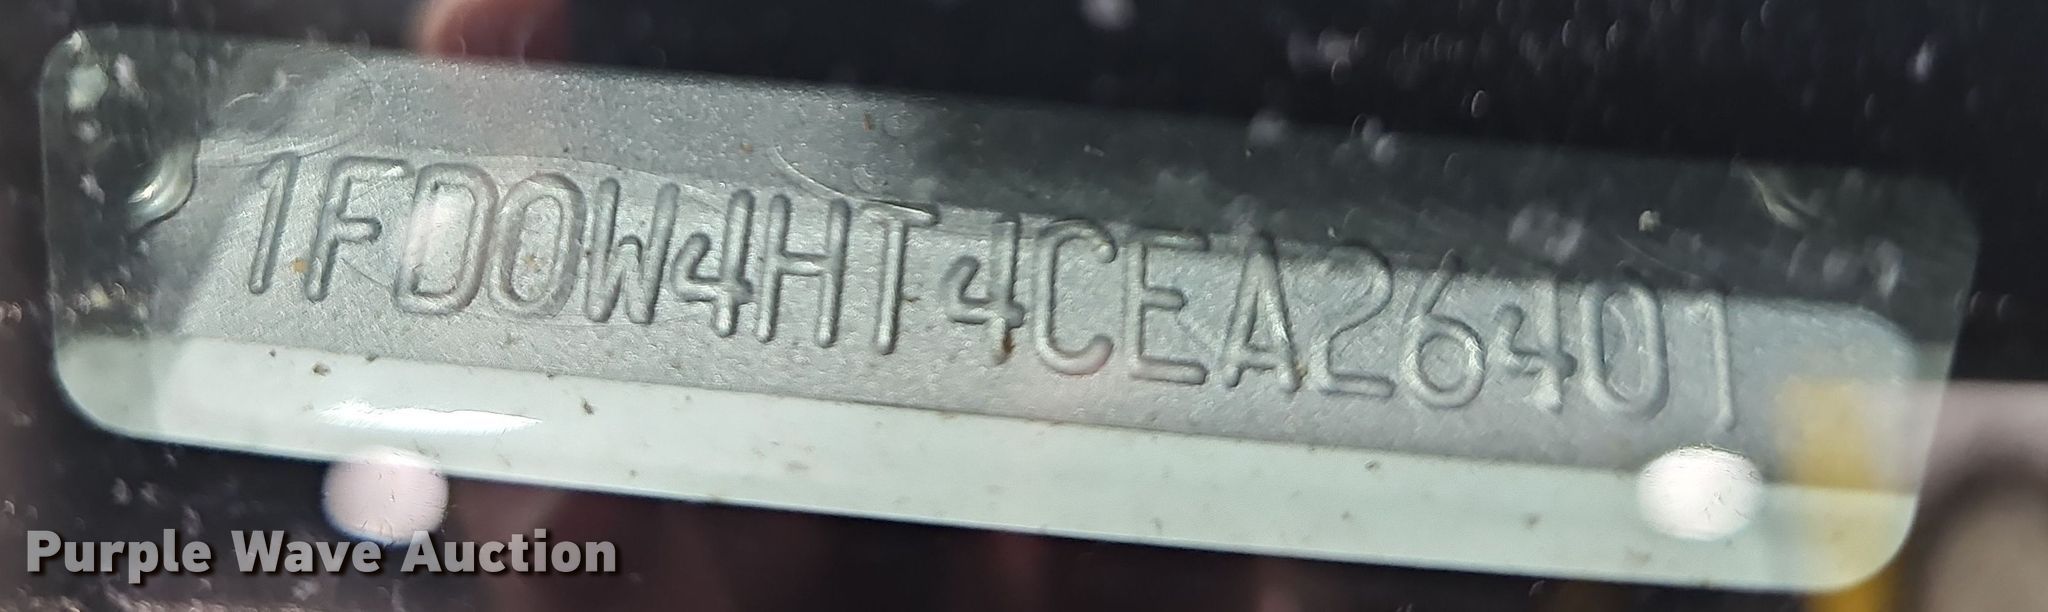 1FD0W4HT4CEA26401
Purple Wave Auction